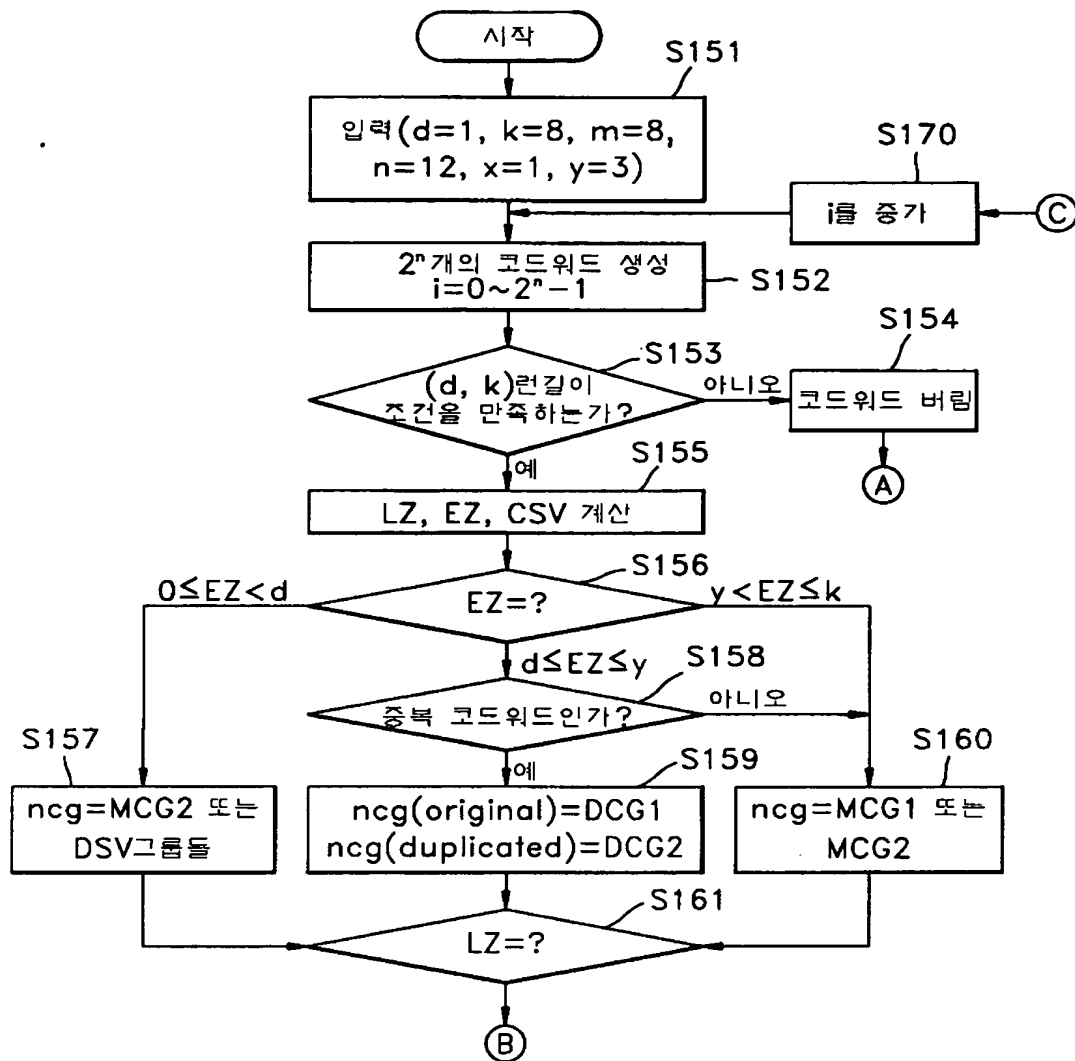 시작
S151
입력(d=1, k=8, m=8,
n=12, x=1, y=3)
S170
i를 증가
C
2ⁿ개의 코드워드 생성
i=0~2ⁿ-1
S152
S153
(d, k)런길이
조건을 만족하는가?
아니오
S154
코드워드 버림
A
예
S155
LZ, EZ, CSV 계산
S156
EZ=?
0≤EZ<d
y<EZ≤k
d≤EZ≤y
S158
중복 코드워드인가?
아니오
예
S157
ncg=MCG2 또는
DSV그룹들
S159
ncg(original)=DCG1
ncg(duplicated)=DCG2
S160
ncg=MCG1 또는
MCG2
S161
LZ=?
B